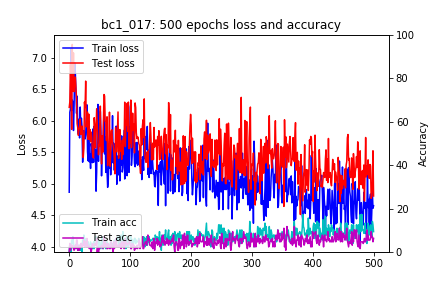 bc1_017: 500 epochs loss and accuracy
Train loss
Test loss
Train acc
Test acc
Loss
7.0
6.5
6.0
5.5
5.0
4.5
4.0
Accuracy
100
80
60
40
20
0
0 100 200 300 400 500